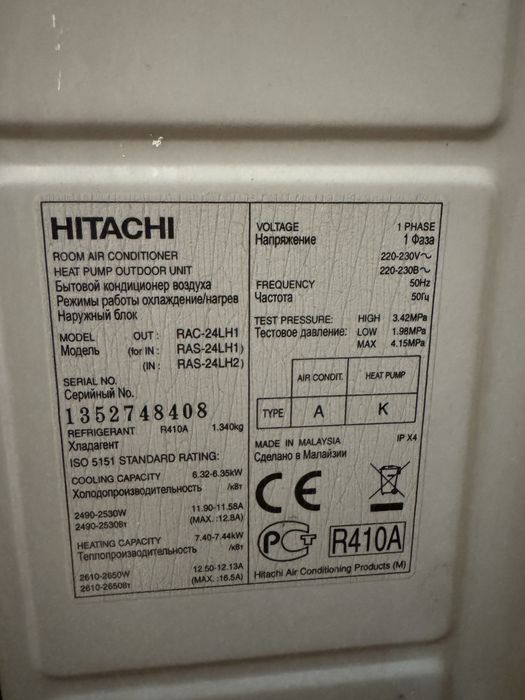 HITACHI
ROOM AIR CONDITIONER
HEAT PUMP OUTDOOR UNIT
Бытовой кондиционер воздуха
Режимы работы охлаждение/нагрев
Наружный блок
MODEL OUT : RAC-24LH1
Модель (for IN : RAS-24LH1)
(IN : RAS-24LH2)
SERIAL NO.
Серийный No.
1352748408
REFRIGERANT R410A 1.340kg
Хладагент
ISO 5151 STANDARD RATING:
COOLING CAPACITY 6.32-6.35kW
Холодопроизводительность /кВт
2490-2530W 11.90-11.58A
2490-2530Вт (MAX.:12.8A)
HEATING CAPACITY 7.40-7.44kW
Теплопроизводительность /кВт
2610-2650W 12.50-12.13A
2610-2650Вт (MAX.:16.5A)
VOLTAGE 1 PHASE
Напряжение 1 Фаза
220-230V~
220-230В~
FREQUENCY 50Hz
Частота 50Гц
TEST PRESSURE: HIGH 3.42MPa
Тестовое давление: LOW 1.98MPa
MAX 4.15MPa
AIR CONDIT. HEAT PUMP
TYPE A K
MADE IN MALAYSIA IP X4
Сделано в Малайзии
CE
РСТ R410A
Hitachi Air Conditioning Products (M)